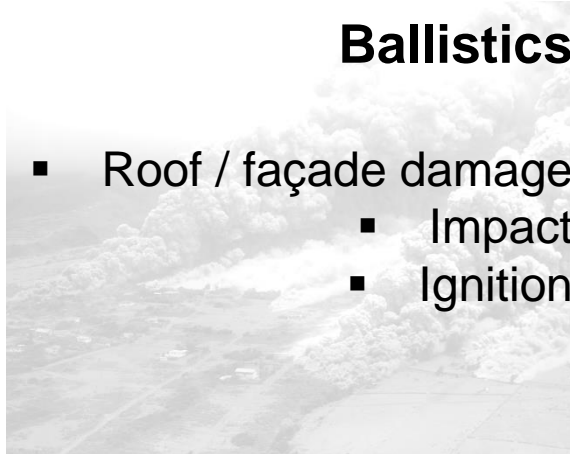 Ballistics
▪ Roof / façade damage
▪ Impact
▪ Ignition